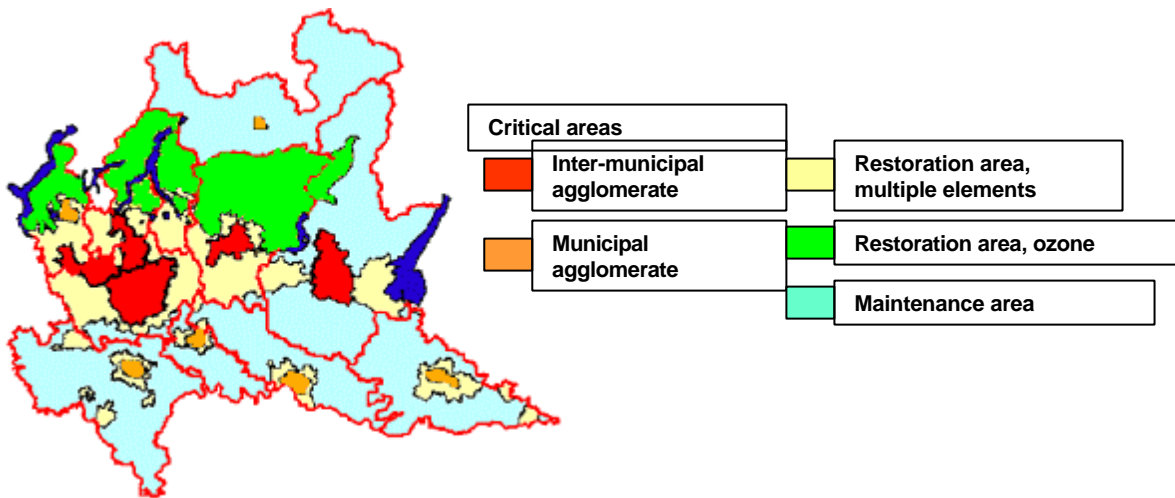 Critical areas
Inter-municipal
agglomerate
Municipal
agglomerate
Restoration area,
multiple elements
Restoration area, ozone
Maintenance area